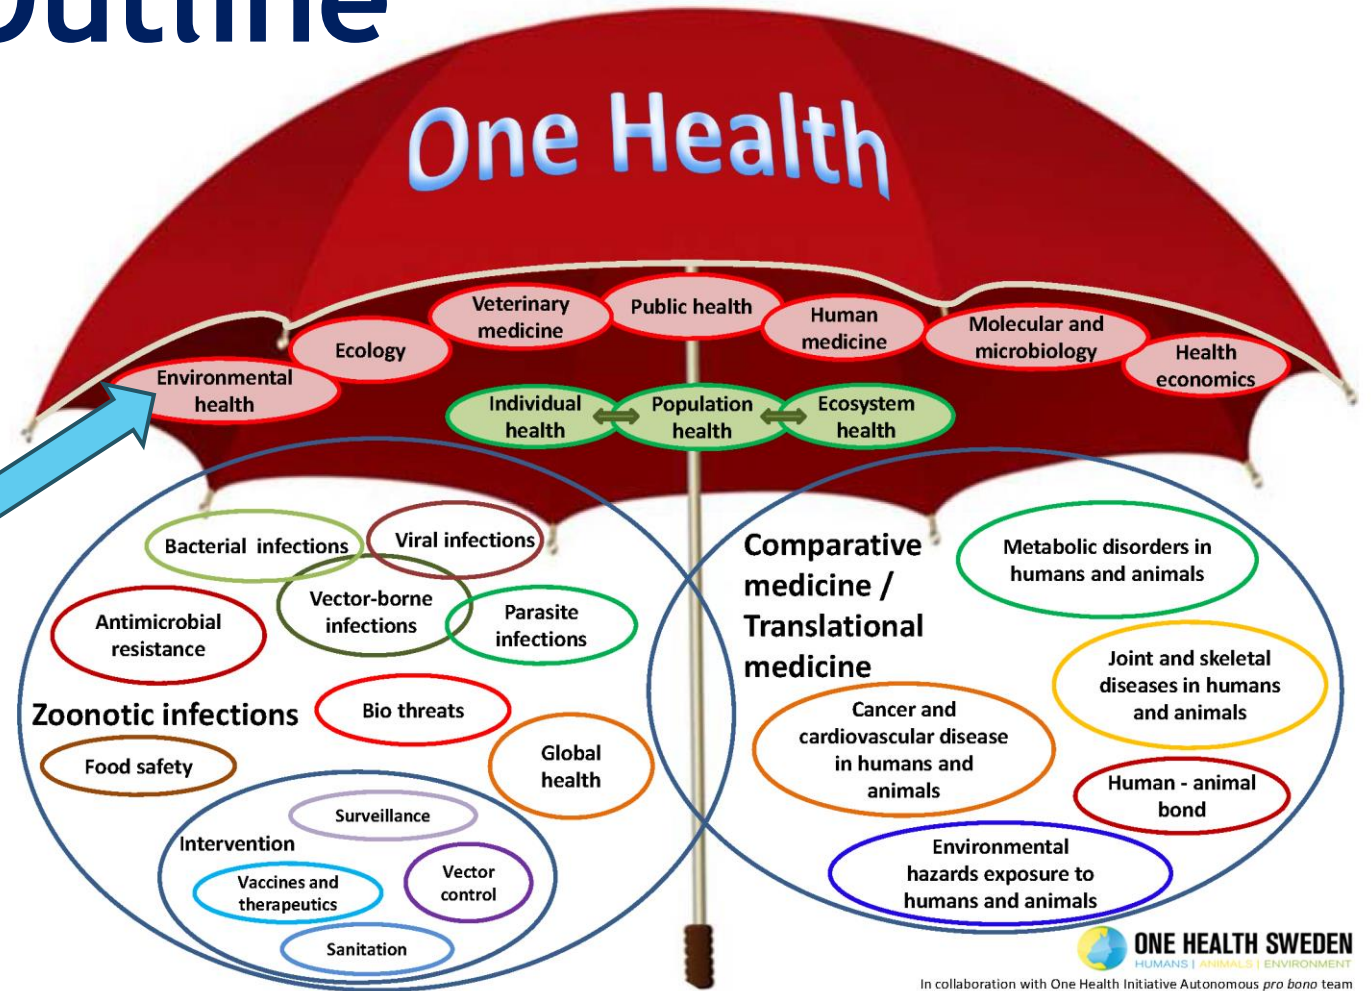 Outline
One Health
Veterinary
medicine
Public health
Human
medicine
Molecular and
microbiology
Ecology
Health
economics
Environmental
health
Individual
health
Population
health
Ecosystem
health
Bacterial infections
Viral infections
Vector-borne
infections
Parasite
infections
Antimicrobial
resistance
Zoonotic infections
Bio threats
Food safety
Global
health
Surveillance
Intervention
Vaccines and
therapeutics
Vector
control
Sanitation
Comparative
medicine /
Translational
medicine
Metabolic disorders in
humans and animals
Joint and skeletal
diseases in humans
and animals
Cancer and
cardiovascular disease
in humans and
animals
Human - animal
bond
Environmental
hazards exposure to
humans and animals
ONE HEALTH SWEDEN
HUMANS | ANIMALS | ENVIRONMENT
In collaboration with One Health Initiative Autonomous pro bono team